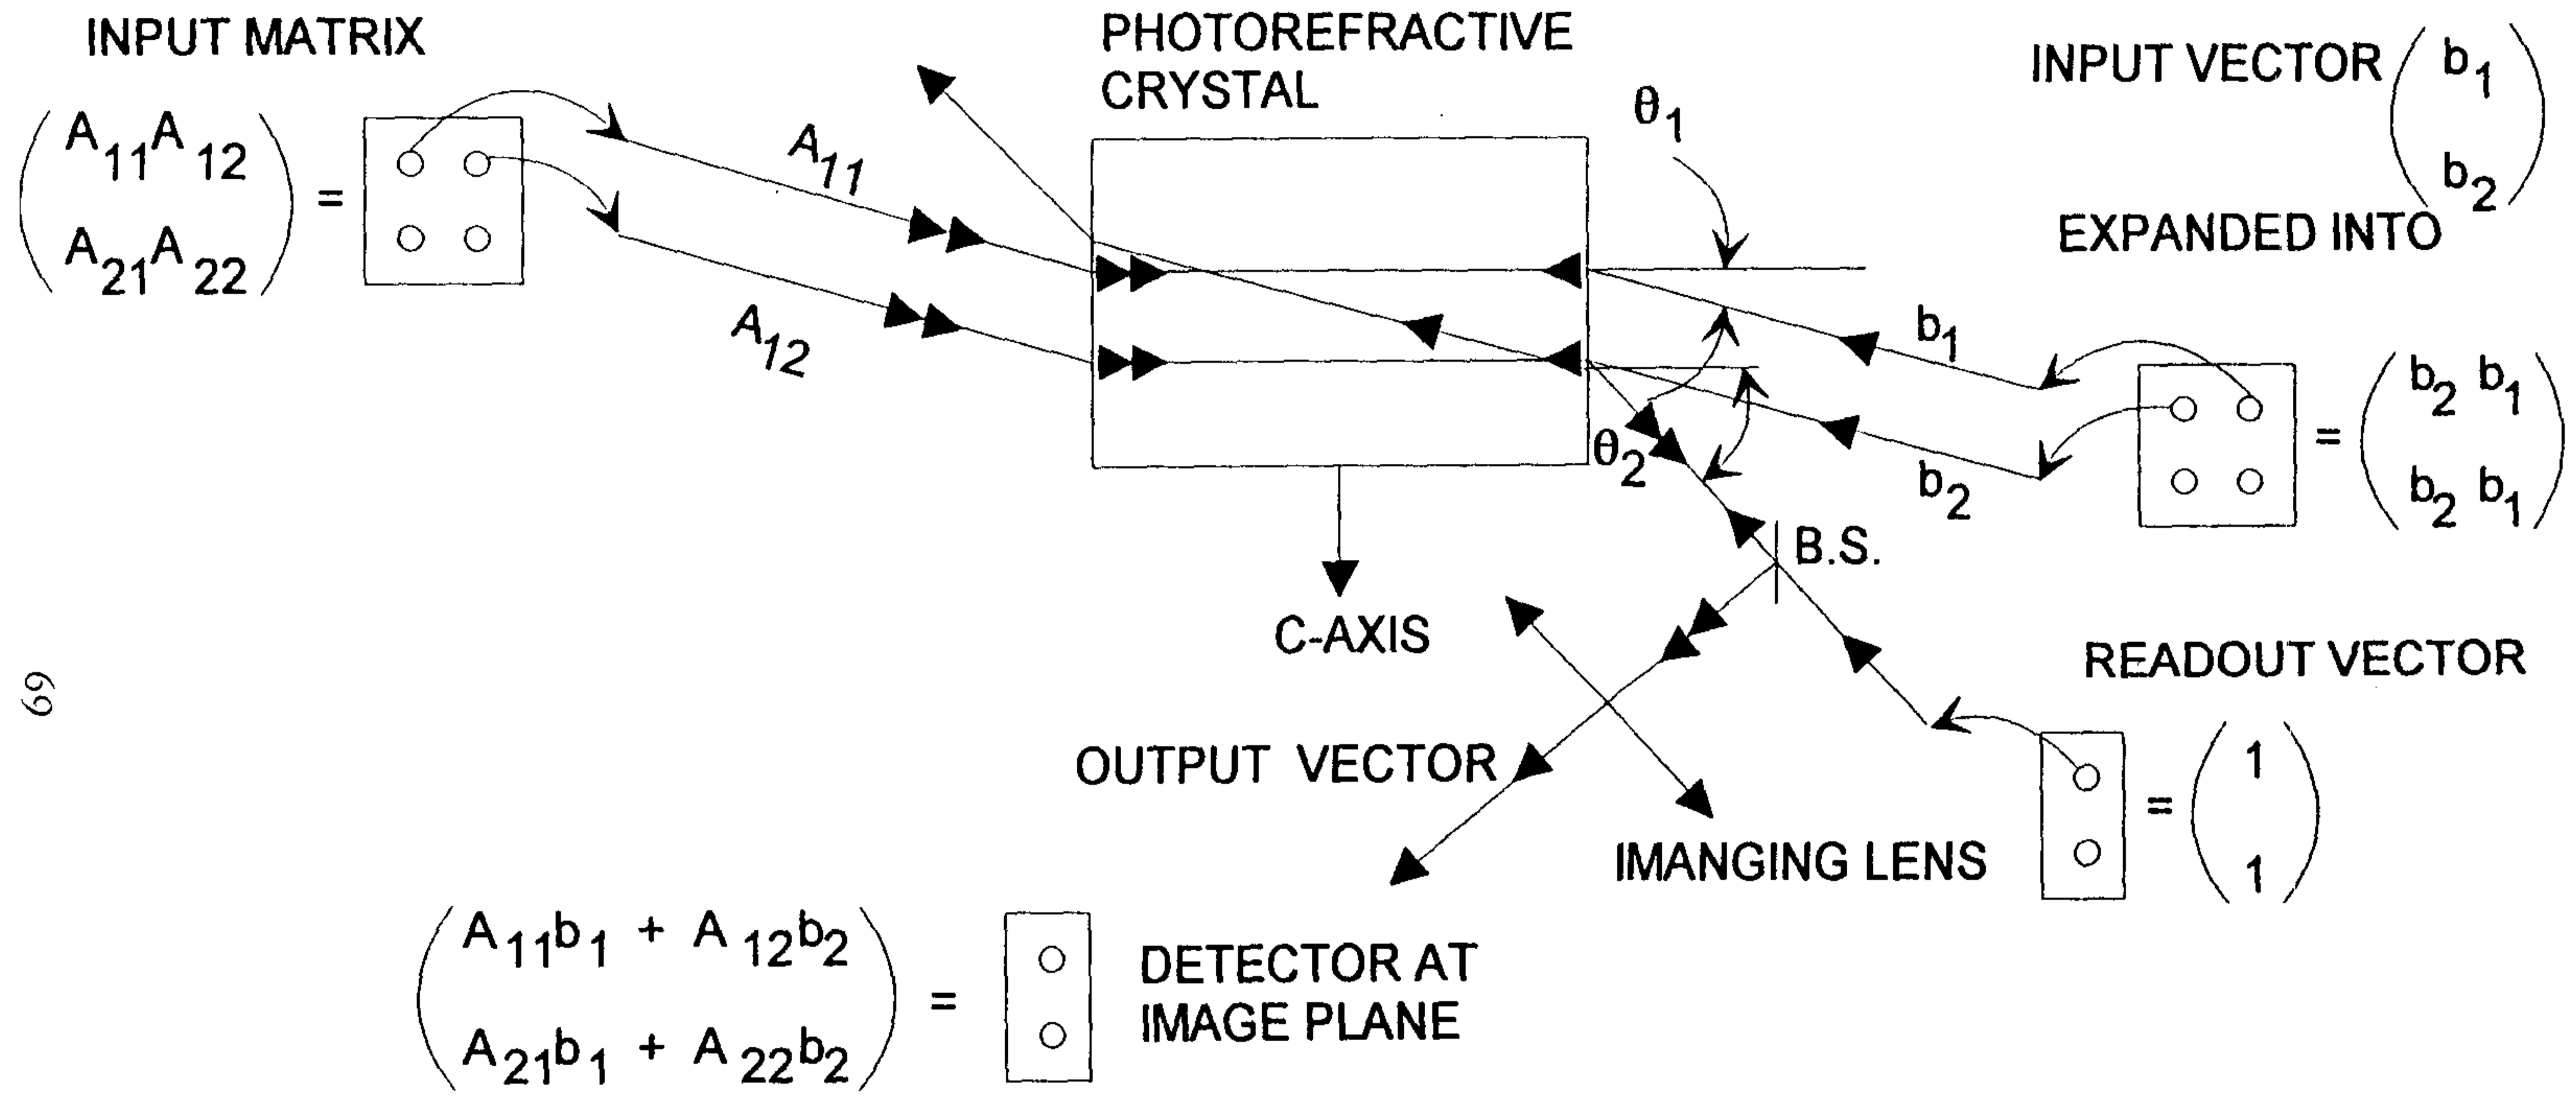 INPUT MATRIX
( A11 A12 )
( A21 A22 )
=
PHOTOREFRACTIVE
CRYSTAL
A11
A12
θ1
θ2
INPUT VECTOR
( b1 )
( b2 )
EXPANDED INTO
b1
b2
=
( b2 b1 )
( b2 b1 )
B.S.
C-AXIS
READOUT VECTOR
=
( 1 )
( 1 )
OUTPUT VECTOR
IMANGING LENS
( A11b1 + A12b2 )
( A21b1 + A22b2 )
=
DETECTOR AT
IMAGE PLANE
69